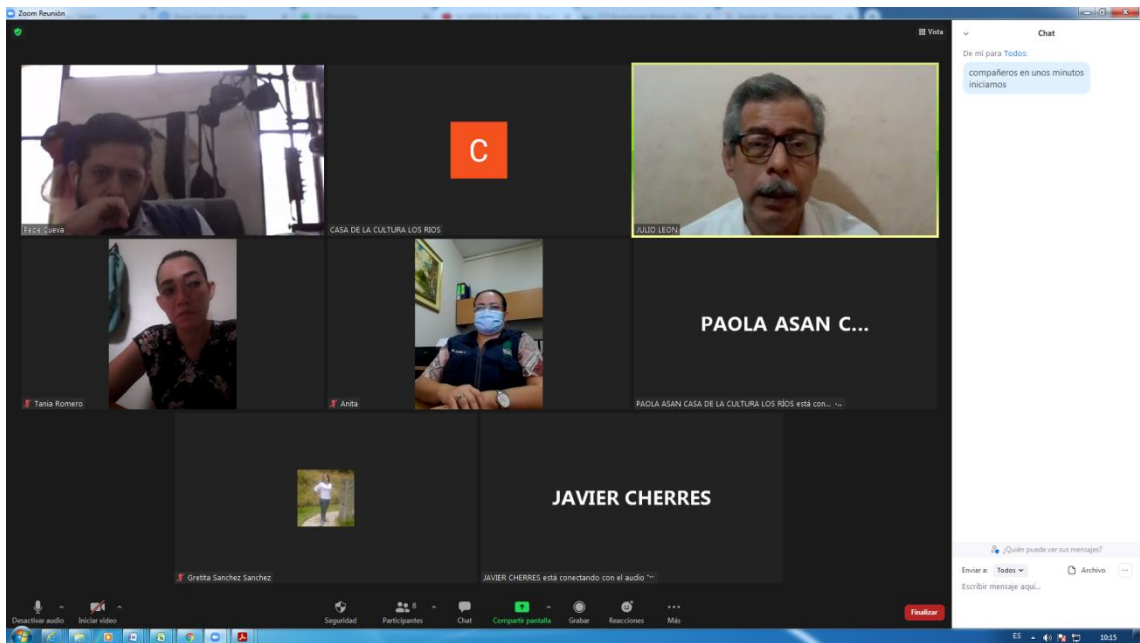 Zoom Reunión
Vista
C
CASA DE LA CULTURA LOS RIOS
JULIO LEON
Tania Romero
Anita
PAOLA ASAN C...
PAOLA ASAN CASA DE LA CULTURA LOS RÍOS está con...
Gretita Sanchez Sanchez
JAVIER CHERRES
JAVIER CHERRES está conectando con el audio
Desactivar audio
Iniciar video
Seguridad
8
Participantes
Chat
Compartir pantalla
Grabar
Reacciones
Más
Finalizar
Chat
De mí para Todos:
compañeros en unos minutos
iniciamos
¿Quién puede ver sus mensajes?
Enviar a: Todos
Archivo
Escribir mensaje aquí...
ES
10:15